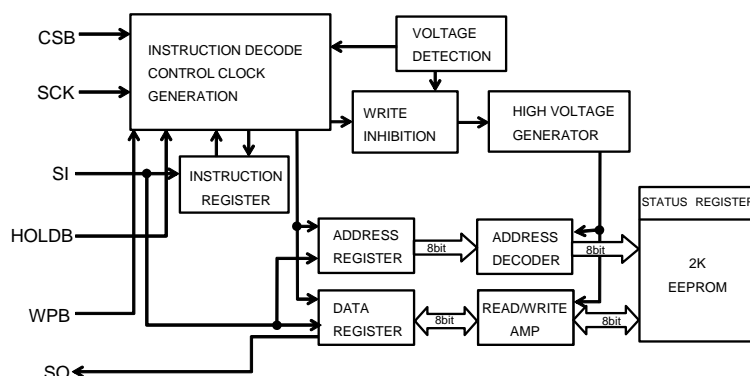 CSB
SCK
SI
HOLDB
WPB
SO
INSTRUCTION DECODE
CONTROL CLOCK
GENERATION
VOLTAGE
DETECTION
WRITE
INHIBITION
HIGH VOLTAGE
GENERATOR
INSTRUCTION
REGISTER
ADDRESS
REGISTER
8bit
ADDRESS
DECODER
8bit
DATA
REGISTER
8bit
READ/WRITE
AMP
8bit
STATUS REGISTER
2K
EEPROM